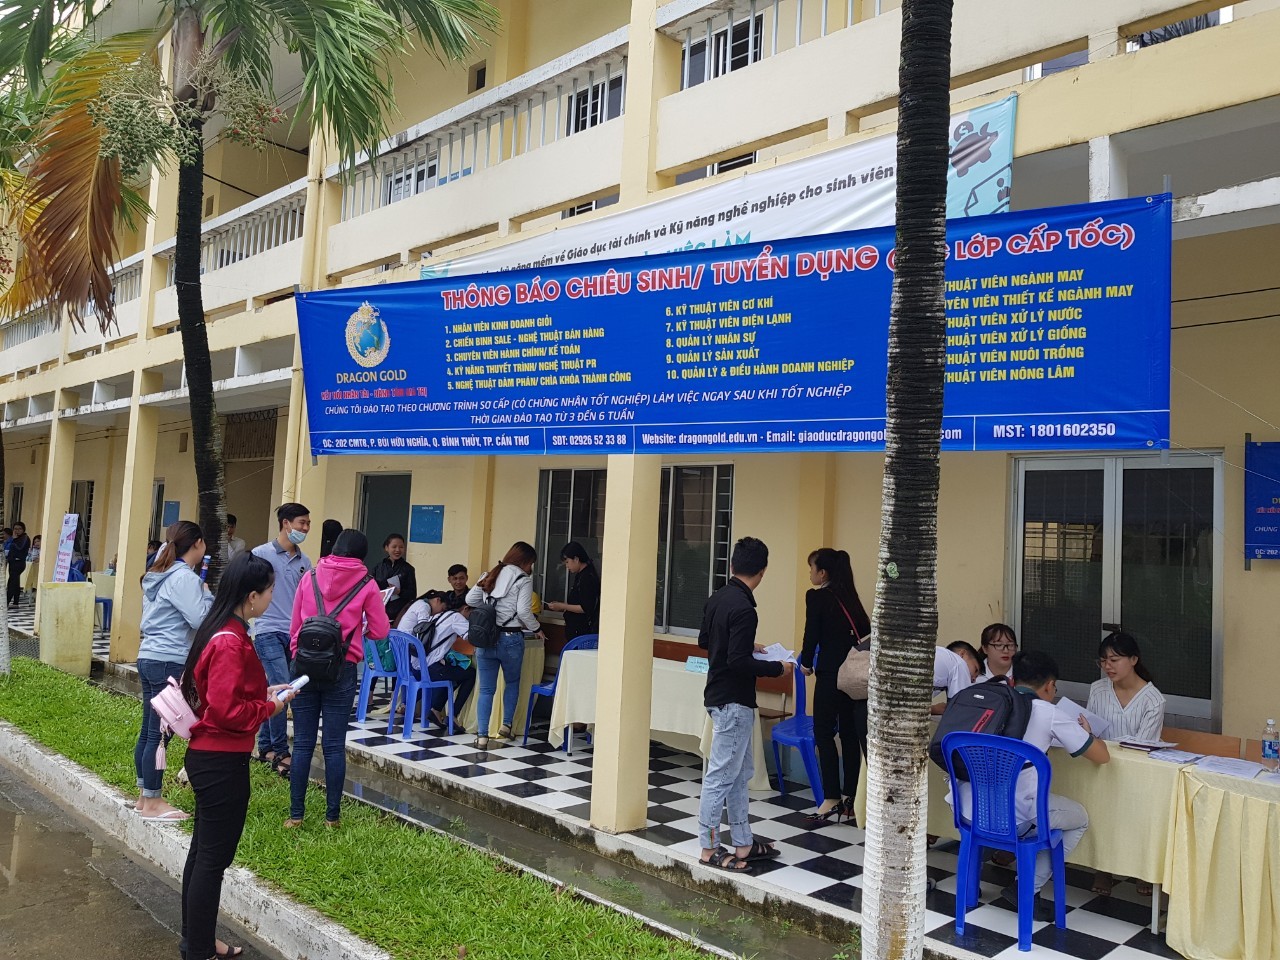 kỹ năng mềm về Giáo dục tài chính và Kỹ năng nghề nghiệp cho sinh viên
VIỆC LÀM
THÔNG BÁO CHIÊU SINH/ TUYỂN DỤNG LỚP CẤP TỐC)
DRAGON GOLD
1. NHÂN VIÊN KINH DOANH GIỎI
2. CHIẾN BINH SALE - NGHỆ THUẬT BÁN HÀNG
3. CHUYÊN VIÊN HÀNH CHÍNH/ KẾ TOÁN
4. KỸ NĂNG THUYẾT TRÌNH/ NGHỆ THUẬT PR
5. NGHỆ THUẬT ĐÀM PHÁN/ CHÌA KHÓA THÀNH CÔNG
6. KỸ THUẬT VIÊN CƠ KHÍ
7. KỸ THUẬT VIÊN ĐIỆN LẠNH
8. QUẢN LÝ NHÂN SỰ
9. QUẢN LÝ SẢN XUẤT
10. QUẢN LÝ & ĐIỀU HÀNH DOANH NGHIỆP
THUẬT VIÊN NGÀNH MAY
YÊN VIÊN THIẾT KẾ NGÀNH MAY
THUẬT VIÊN XỬ LÝ NƯỚC
THUẬT VIÊN XỬ LÝ GIỐNG
THUẬT VIÊN NUÔI TRỒNG
THUẬT VIÊN NÔNG LÂM
CHÚNG TÔI ĐÀO TẠO THEO CHƯƠNG TRÌNH SƠ CẤP (CÓ CHỨNG NHẬN TỐT NGHIỆP) LÀM VIỆC NGAY SAU KHI TỐT NGHIỆP
THỜI GIAN ĐÀO TẠO TỪ 3 ĐẾN 6 TUẦN
ĐC: 202 CMT8, P. BÙI HỮU NGHĨA, Q. BÌNH THỦY, TP. CẦN THƠ
SDT: 02926 52 33 88
Website: dragongold.edu.vn - Email: giaoducdragongol com
MST: 1801602350
CHÚNG
ĐC: 202